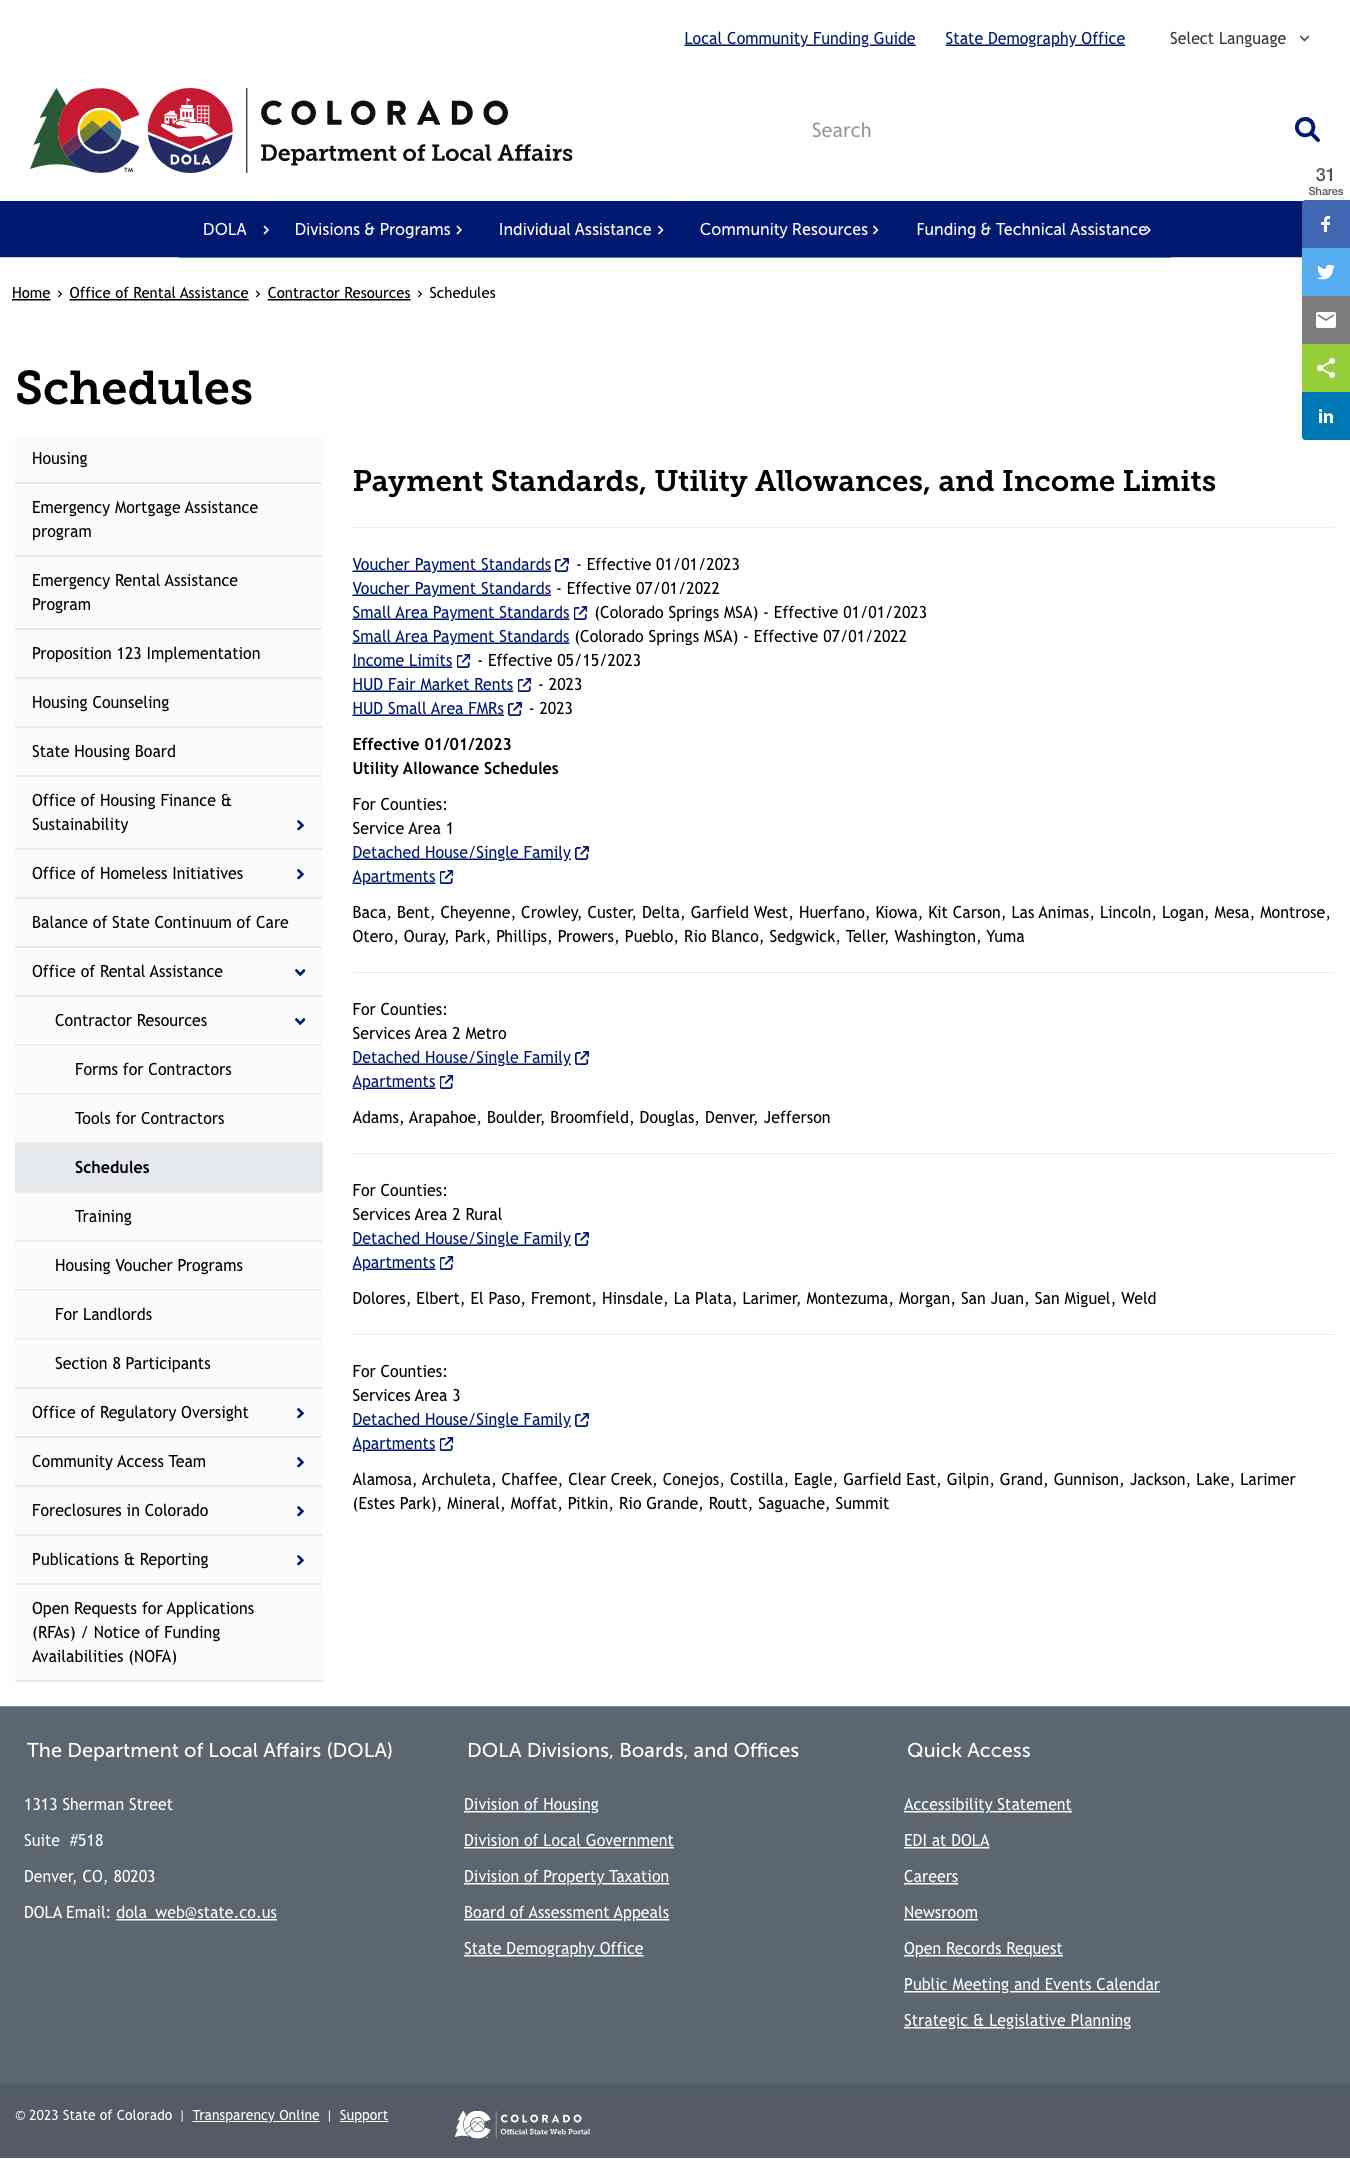 Local Community Funding Guide State Demography Office Select Language
COLORADO
Department of Local Affairs
DOLA
TM
Search
31
Shares
DOLA Divisions & Programs Individual Assistance Community Resources Funding & Technical Assistance
Home › Office of Rental Assistance › Contractor Resources › Schedules
Schedules
Housing
Emergency Mortgage Assistance
program
Emergency Rental Assistance
Program
Proposition 123 Implementation
Housing Counseling
State Housing Board
Office of Housing Finance &
Sustainability
Office of Homeless Initiatives
Balance of State Continuum of Care
Office of Rental Assistance
Contractor Resources
Forms for Contractors
Tools for Contractors
Schedules
Training
Housing Voucher Programs
For Landlords
Section 8 Participants
Office of Regulatory Oversight
Community Access Team
Foreclosures in Colorado
Publications & Reporting
Open Requests for Applications
(RFAs) / Notice of Funding
Availabilities (NOFA)
Payment Standards, Utility Allowances, and Income Limits
Voucher Payment Standards - Effective 01/01/2023
Voucher Payment Standards - Effective 07/01/2022
Small Area Payment Standards (Colorado Springs MSA) - Effective 01/01/2023
Small Area Payment Standards (Colorado Springs MSA) - Effective 07/01/2022
Income Limits - Effective 05/15/2023
HUD Fair Market Rents - 2023
HUD Small Area FMRs - 2023
Effective 01/01/2023
Utility Allowance Schedules
For Counties:
Service Area 1
Detached House/Single Family
Apartments
Baca, Bent, Cheyenne, Crowley, Custer, Delta, Garfield West, Huerfano, Kiowa, Kit Carson, Las Animas, Lincoln, Logan, Mesa, Montrose,
Otero, Ouray, Park, Phillips, Prowers, Pueblo, Rio Blanco, Sedgwick, Teller, Washington, Yuma
For Counties:
Services Area 2 Metro
Detached House/Single Family
Apartments
Adams, Arapahoe, Boulder, Broomfield, Douglas, Denver, Jefferson
For Counties:
Services Area 2 Rural
Detached House/Single Family
Apartments
Dolores, Elbert, El Paso, Fremont, Hinsdale, La Plata, Larimer, Montezuma, Morgan, San Juan, San Miguel, Weld
For Counties:
Services Area 3
Detached House/Single Family
Apartments
Alamosa, Archuleta, Chaffee, Clear Creek, Conejos, Costilla, Eagle, Garfield East, Gilpin, Grand, Gunnison, Jackson, Lake, Larimer
(Estes Park), Mineral, Moffat, Pitkin, Rio Grande, Routt, Saguache, Summit
The Department of Local Affairs (DOLA)
1313 Sherman Street
Suite #518
Denver, CO, 80203
DOLA Email: dola_web@state.co.us
DOLA Divisions, Boards, and Offices
Division of Housing
Division of Local Government
Division of Property Taxation
Board of Assessment Appeals
State Demography Office
Quick Access
Accessibility Statement
EDI at DOLA
Careers
Newsroom
Open Records Request
Public Meeting and Events Calendar
Strategic & Legislative Planning
© 2023 State of Colorado | Transparency Online | Support
COLORADO
Official State Web Portal